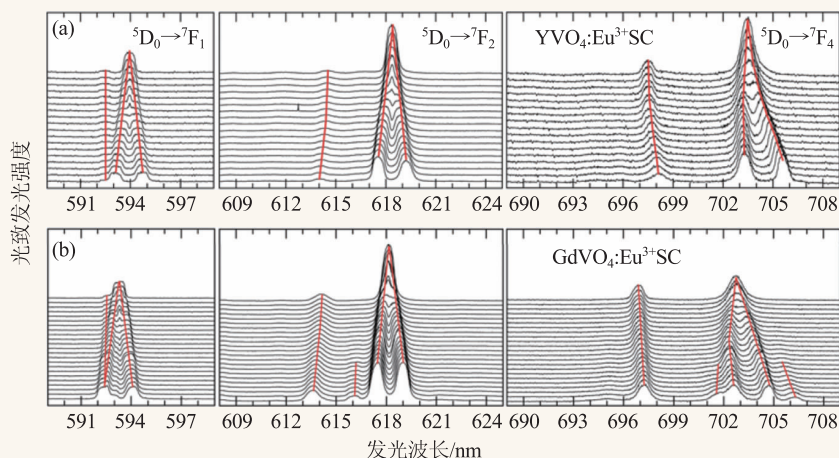 (a)
⁵D₀→⁷F₁
⁵D₀→⁷F₂
YVO₄:Eu³⁺SC
⁵D₀→⁷F₄
591 594 597 609 612 615 618 621 624 690 693 696 699 702 705 708
光致发光强度
(b)
GdVO₄:Eu³⁺SC
591 594 597 609 612 615 618 621 624 690 693 696 699 702 705 708
发光波长/nm